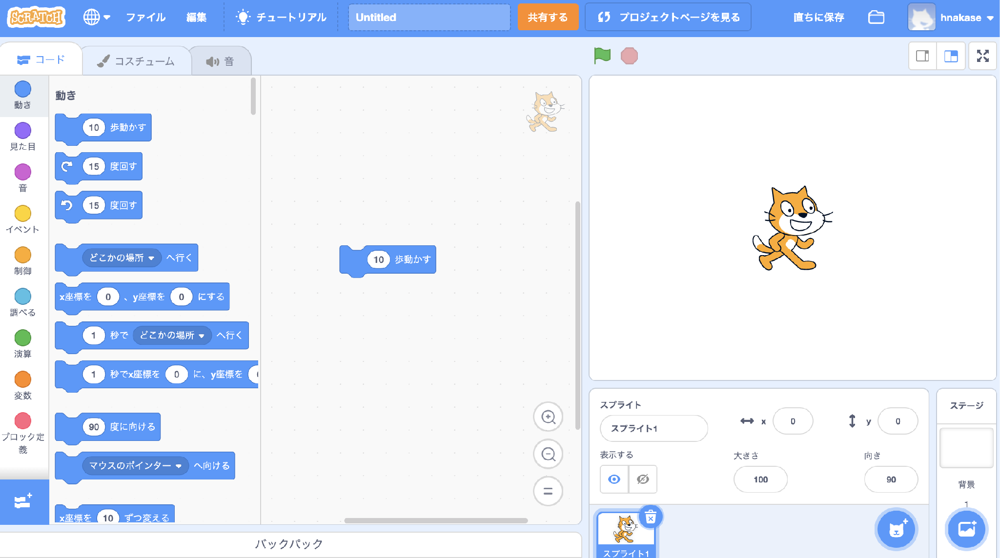 SCRATCH ファイル 編集 チュートリアル Untitled 共有する プロジェクトページを見る 直ちに保存 hnakase
コード コスチューム 音
動き
見た目
音
イベント
制御
調べる
演算
変数
ブロック定
義
動き
10 歩動かす
15 度回す
15 度回す
どこかの場所 へ行く
x座標を 0 、y座標を 0 にする
1 秒で どこかの場所 へ行く
1 秒でx座標を 0 に、y座標を
90 度に向ける
マウスのポインター へ向ける
x座標を 10 ずつ変える
10 歩動かす
バックパック
スプライト
スプライト1 x 0 y 0
表示する 大きさ 向き
100 90
スプライト1
ステージ
背景
1